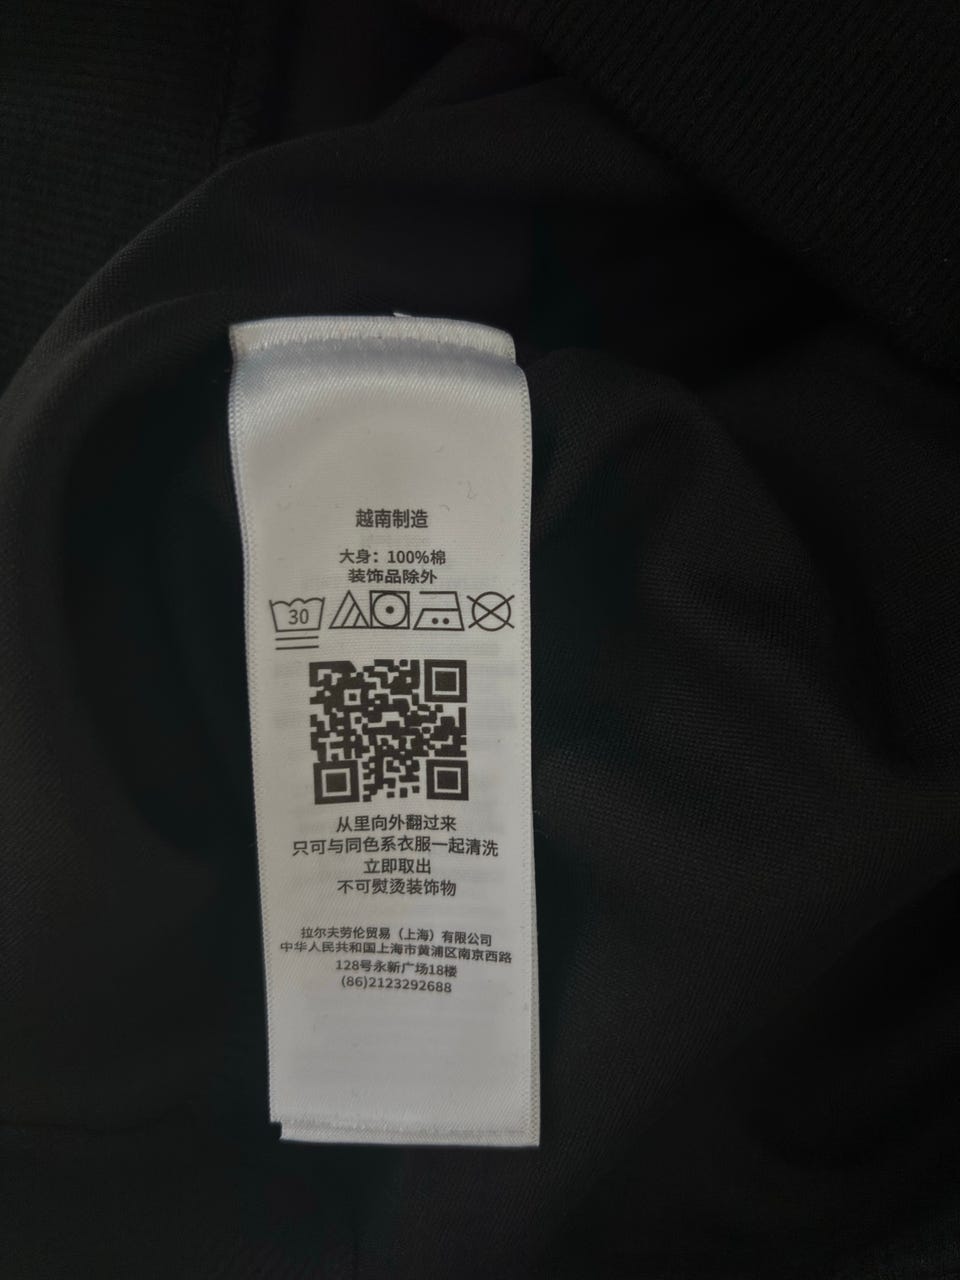 越南制造
大身：100%棉
装饰品除外
30
从里向外翻过来
只可与同色系衣服一起清洗
立即取出
不可熨烫装饰物
拉尔夫劳伦贸易（上海）有限公司
中华人民共和国上海市黄浦区南京西路
128号永新广场18楼
(86)2123292688